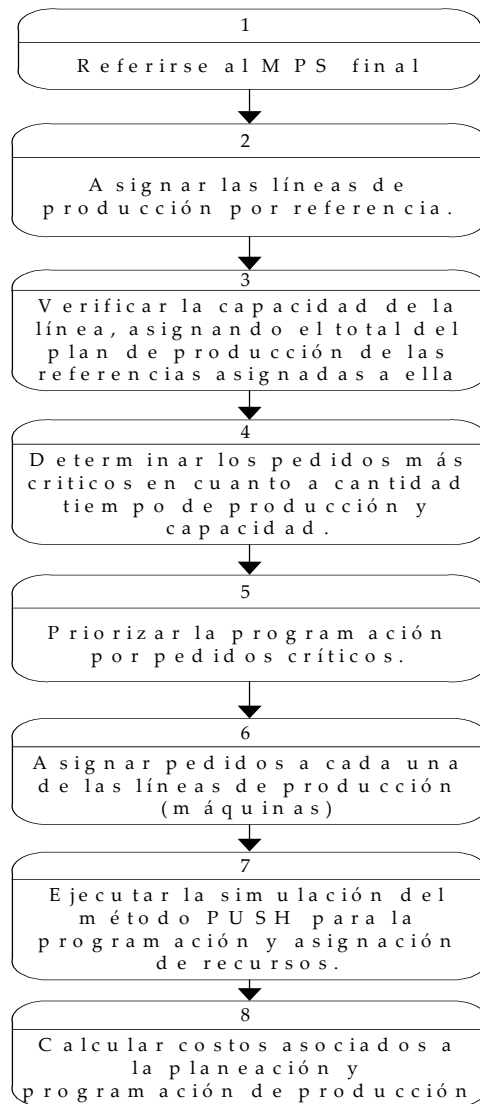 1
Referirse al MPS final
2
Asignar las líneas de
producción por referencia.
3
Verificar la capacidad de la
línea, asignando el total del
plan de producción de las
referencias asignadas a ella
4
Determinar los pedidos más
criticos en cuanto a cantidad
tiempo de producción y
capacidad.
5
Priorizar la programación
por pedidos críticos.
6
Asignar pedidos a cada una
de las líneas de producción
(máquinas)
7
Ejecutar la simulación del
método PUSH para la
programación y asignación
de recursos.
8
Calcular costos asociados a
la planeación y
programación de producción